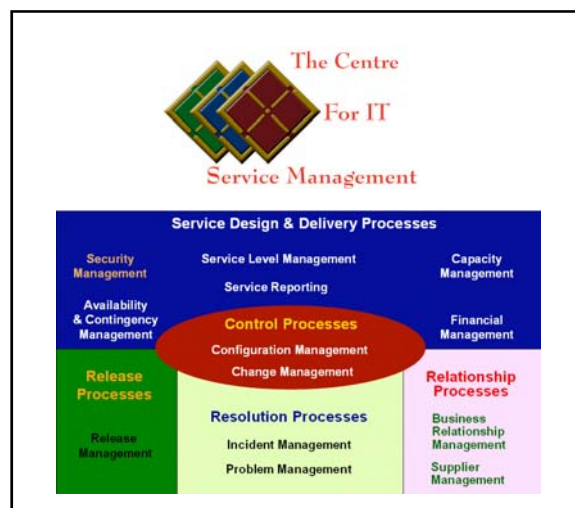 The Centre
For IT
Service Management
Service Design & Delivery Processes
Security
Management
Service Level Management
Service Reporting
Capacity
Management
Availability
& Contingency
Management
Financial
Management
Control Processes
Configuration Management
Change Management
Release
Processes
Release
Management
Resolution Processes
Incident Management
Problem Management
Relationship
Processes
Business
Relationship
Management
Supplier
Management